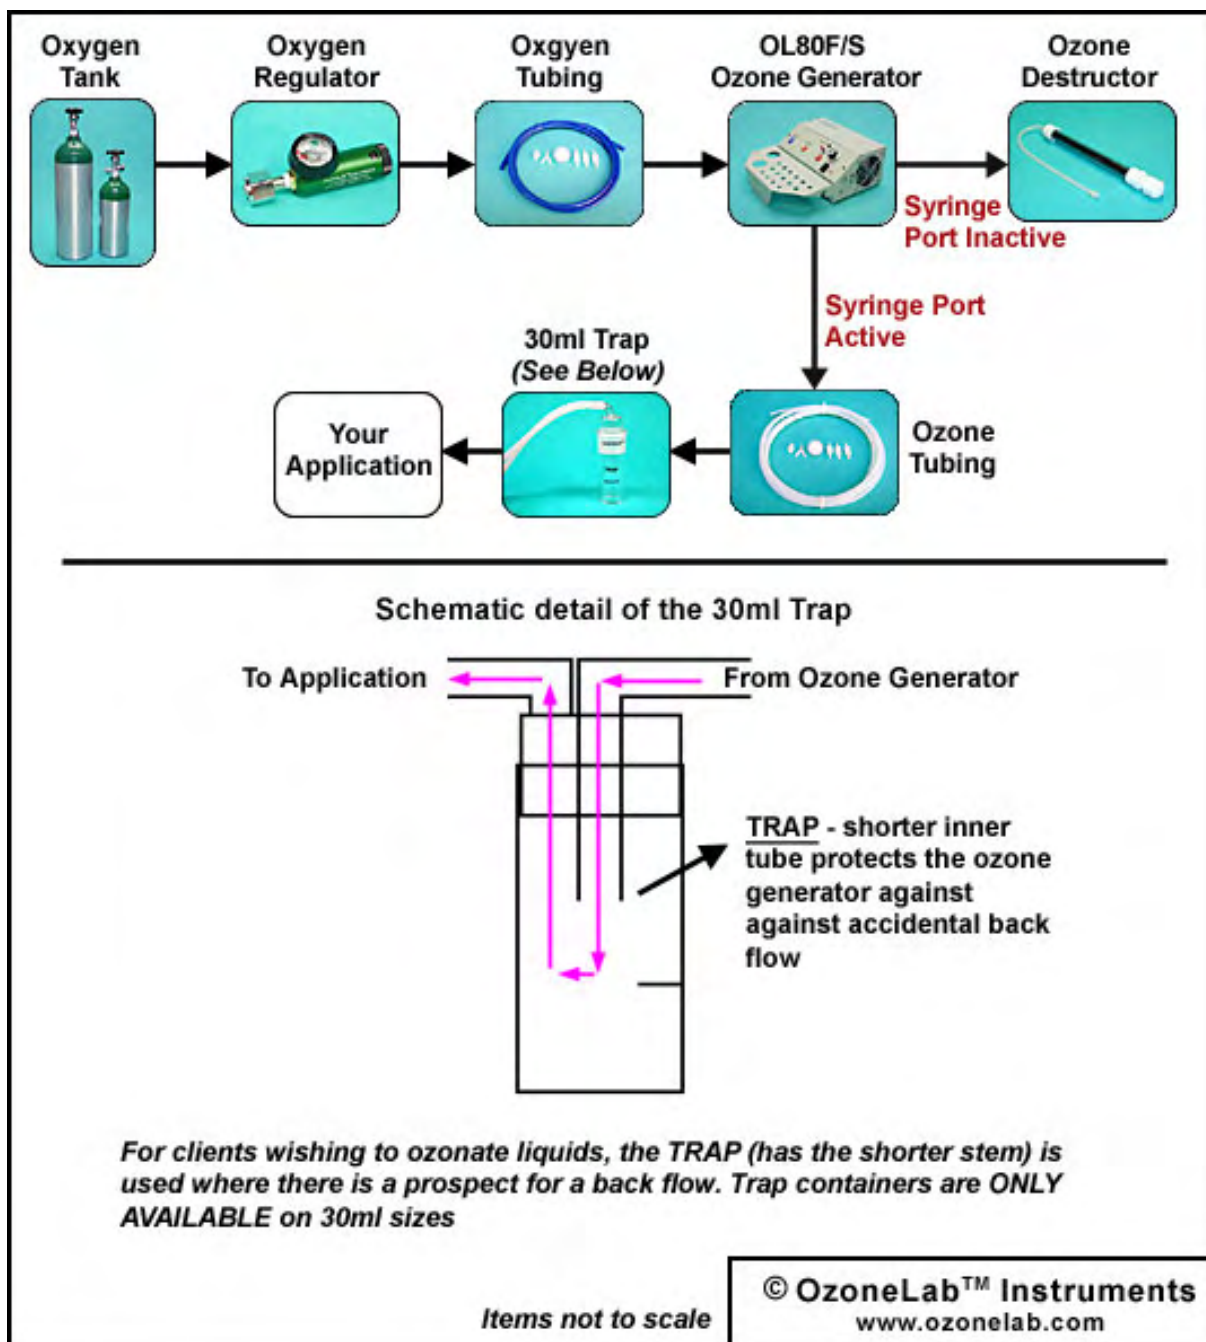 Oxygen
Tank
Oxygen
Regulator
Oxgyen
Tubing
OL80F/S
Ozone Generator
Ozone
Destructor
Syringe
Port Inactive
Syringe Port
Active
30ml Trap
(See Below)
Your
Application
Ozone
Tubing
Schematic detail of the 30ml Trap
To Application
From Ozone Generator
TRAP - shorter inner
tube protects the ozone
generator against
against accidental back
flow
For clients wishing to ozonate liquids, the TRAP (has the shorter stem) is
used where there is a prospect for a back flow. Trap containers are ONLY
AVAILABLE on 30ml sizes
Items not to scale
© OzoneLab™ Instruments
www.ozonelab.com